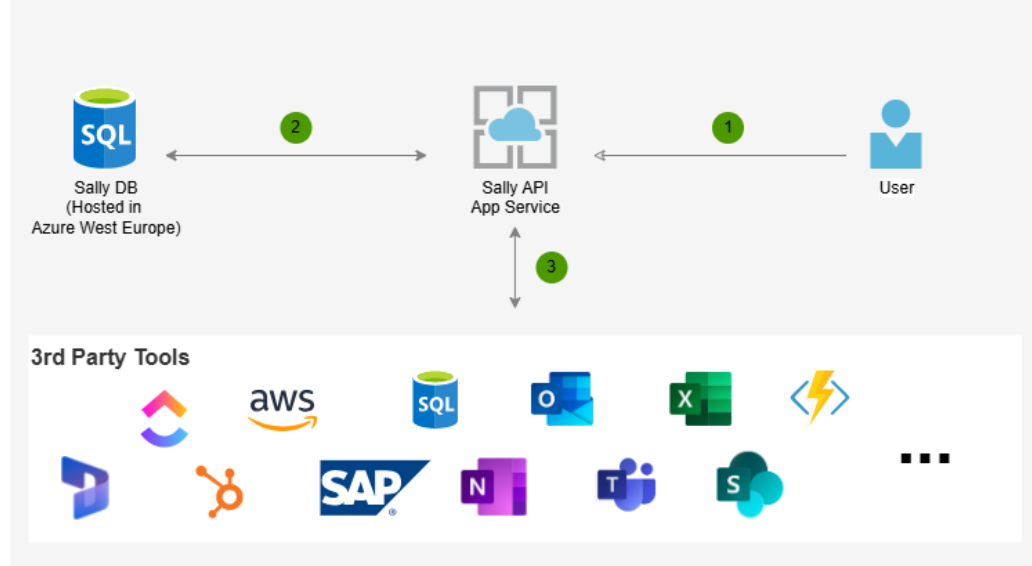 SQL
2
1
Sally DB
(Hosted in
Azure West Europe)
Sally API
App Service
User
3
3rd Party Tools
aws
SQL
O
X
SAP
®
N
T
S
...